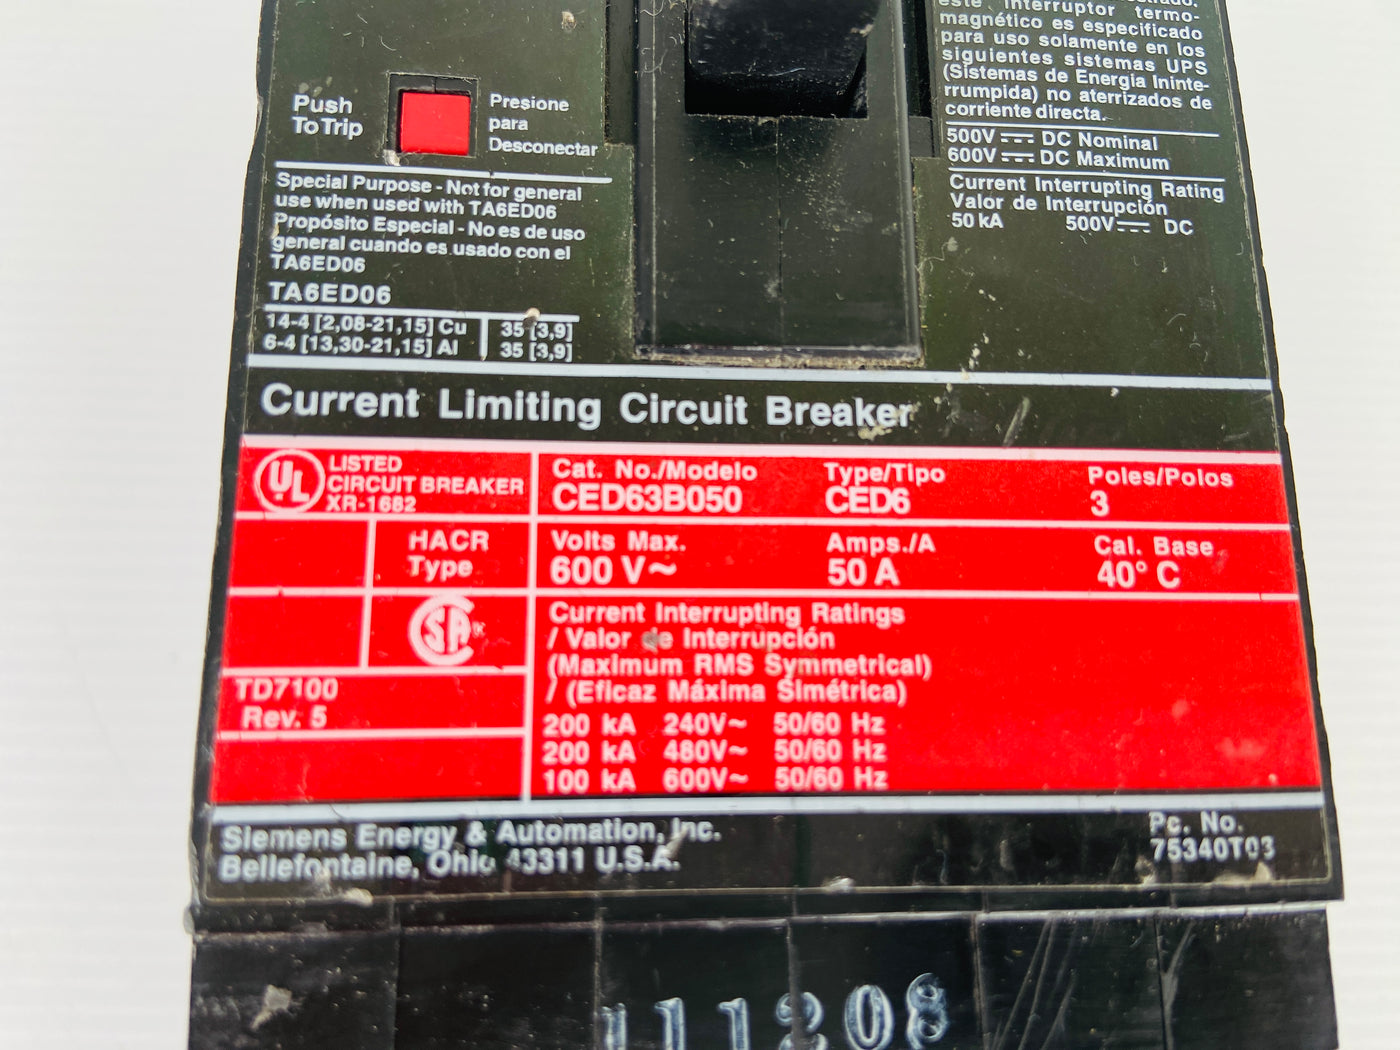 Push
To Trip
Presione
para
Desconectar
Special Purpose - Not for general
use when used with TA6ED06
Propósito Especial - No es de uso
general cuando es usado con el
TA6ED06
TA6ED06
14-4 [2,08-21,15] Cu 35 [3,9]
6-4 [13,30-21,15] Al 35 [3,9]
este interruptor termo-
magnético es especificado
para uso solamente en los
siguientes sistemas UPS
(Sistemas de Energia Ininte-
rrumpida) no aterrizados de
corriente directa.
500V ⎓ DC Nominal
600V ⎓ DC Maximum
Current Interrupting Rating
Valor de Interrupción
50 kA 500V ⎓ DC
Current Limiting Circuit Breaker
UL LISTED
CIRCUIT BREAKER
XR-1682
Cat. No./Modelo Type/Tipo Poles/Polos
CED63B050 CED6 3
HACR
Type
Volts Max. Amps./A Cal. Base
600 V~ 50 A 40° C
SA
Current Interrupting Ratings
/ Valor de Interrupción
(Maximum RMS Symmetrical)
/ (Eficaz Máxima Simétrica)
TD7100
Rev. 5
200 kA 240V~ 50/60 Hz
200 kA 480V~ 50/60 Hz
100 kA 600V~ 50/60 Hz
Siemens Energy & Automation, Inc.
Bellefontaine, Ohio 43311 U.S.A.
Pc. No.
75340T03
111208